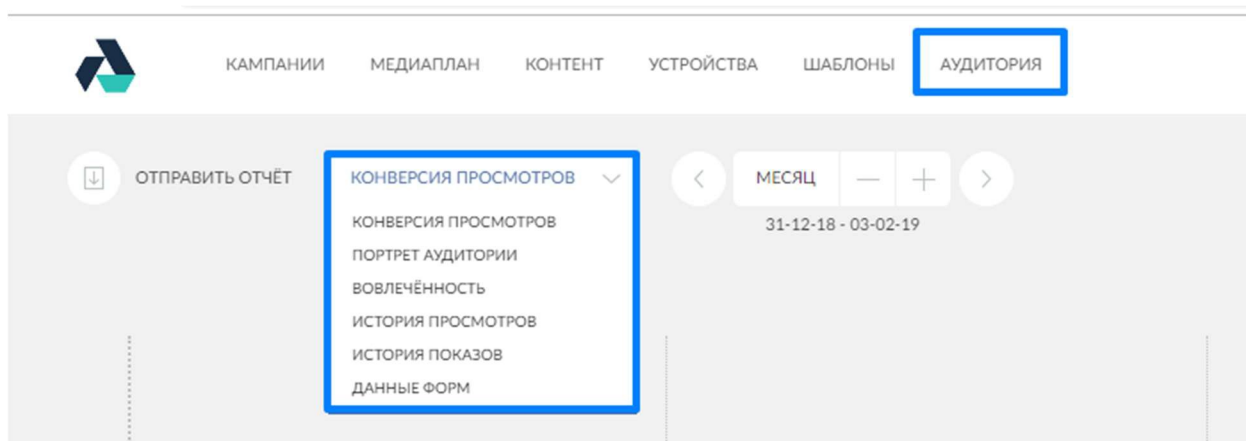 КАМПАНИИ МЕДИАПЛАН КОНТЕНТ УСТРОЙСТВА ШАБЛОНЫ АУДИТОРИЯ
ОТПРАВИТЬ ОТЧЁТ КОНВЕРСИЯ ПРОСМОТРОВ МЕСЯЦ
31-12-18 - 03-02-19
КОНВЕРСИЯ ПРОСМОТРОВ
ПОРТРЕТ АУДИТОРИИ
ВОВЛЕЧЁННОСТЬ
ИСТОРИЯ ПРОСМОТРОВ
ИСТОРИЯ ПОКАЗОВ
ДАННЫЕ ФОРМ